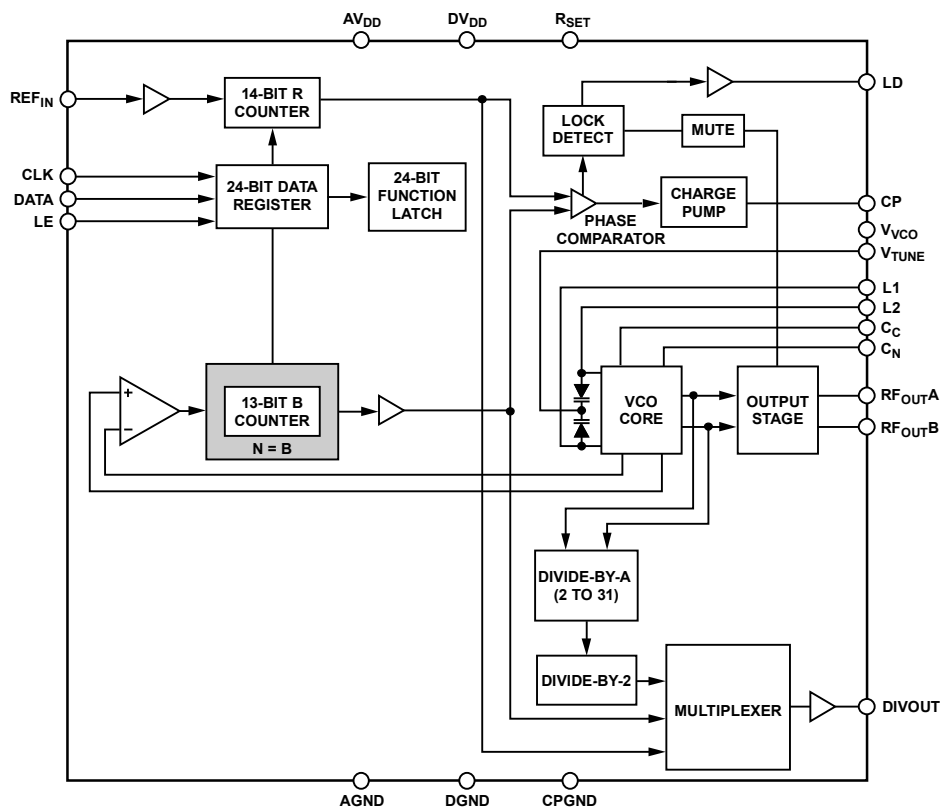 AVDD
DVDD
RSET
REFIN
14-BIT R
COUNTER
LD
LOCK
DETECT
MUTE
CLK
DATA
LE
24-BIT DATA
REGISTER
24-BIT
FUNCTION
LATCH
CHARGE
PUMP
PHASE
COMPARATOR
CP
VVCO
VTUNE
L1
L2
CC
CN
+
−
13-BIT B
COUNTER
N = B
VCO
CORE
OUTPUT
STAGE
RFOUTA
RFOUTB
DIVIDE-BY-A
(2 TO 31)
DIVIDE-BY-2
MULTIPLEXER
DIVOUT
AGND
DGND
CPGND